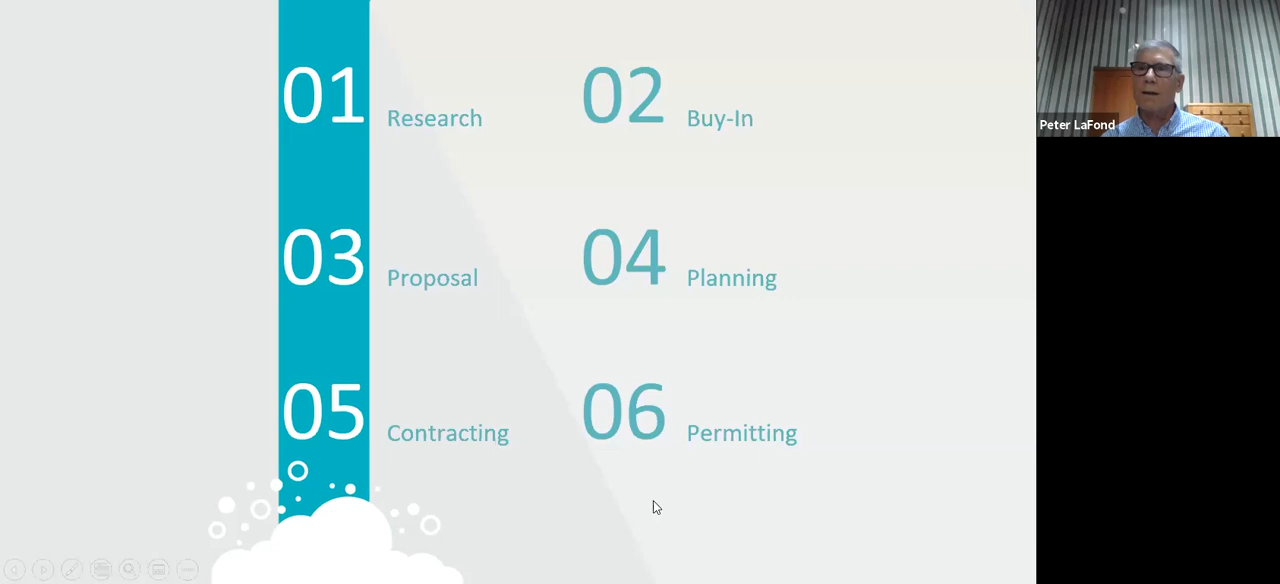 01 Research
02 Buy-In
03 Proposal
04 Planning
05 Contracting
06 Permitting
Peter LaFond